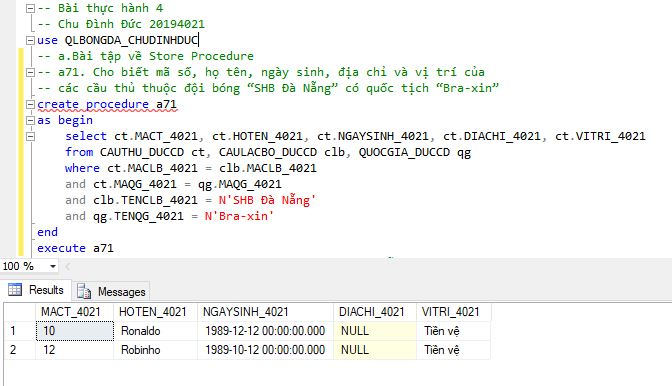 -- Bài thực hành 4
-- Chu Đình Đức 20194021
use QLBONGDA_CHUDINHDUC
-- a.Bài tập về Store Procedure
-- a71. Cho biết mã số, họ tên, ngày sinh, địa chỉ và vị trí của
-- các cầu thủ thuộc đội bóng “SHB Đà Nẵng” có quốc tịch “Bra-xin”
create procedure a71
as begin
select ct.MACT_4021, ct.HOTEN_4021, ct.NGAYSINH_4021, ct.DIACHI_4021, ct.VITRI_4021
from CAUTHU_DUCCD ct, CAULACBO_DUCCD clb, QUOCGIA_DUCCD qg
where ct.MACLB_4021 = clb.MACLB_4021
and ct.MAQG_4021 = qg.MAQG_4021
and clb.TENCLB_4021 = N'SHB Đà Nẵng'
and qg.TENQG_4021 = N'Bra-xin'
end
execute a71
100 %
Results Messages
MACT_4021 HOTEN_4021 NGAYSINH_4021 DIACHI_4021 VITRI_4021
1 10 Ronaldo 1989-12-12 00:00:00.000 NULL Tiền vệ
2 12 Robinho 1989-10-12 00:00:00.000 NULL Tiền vệ